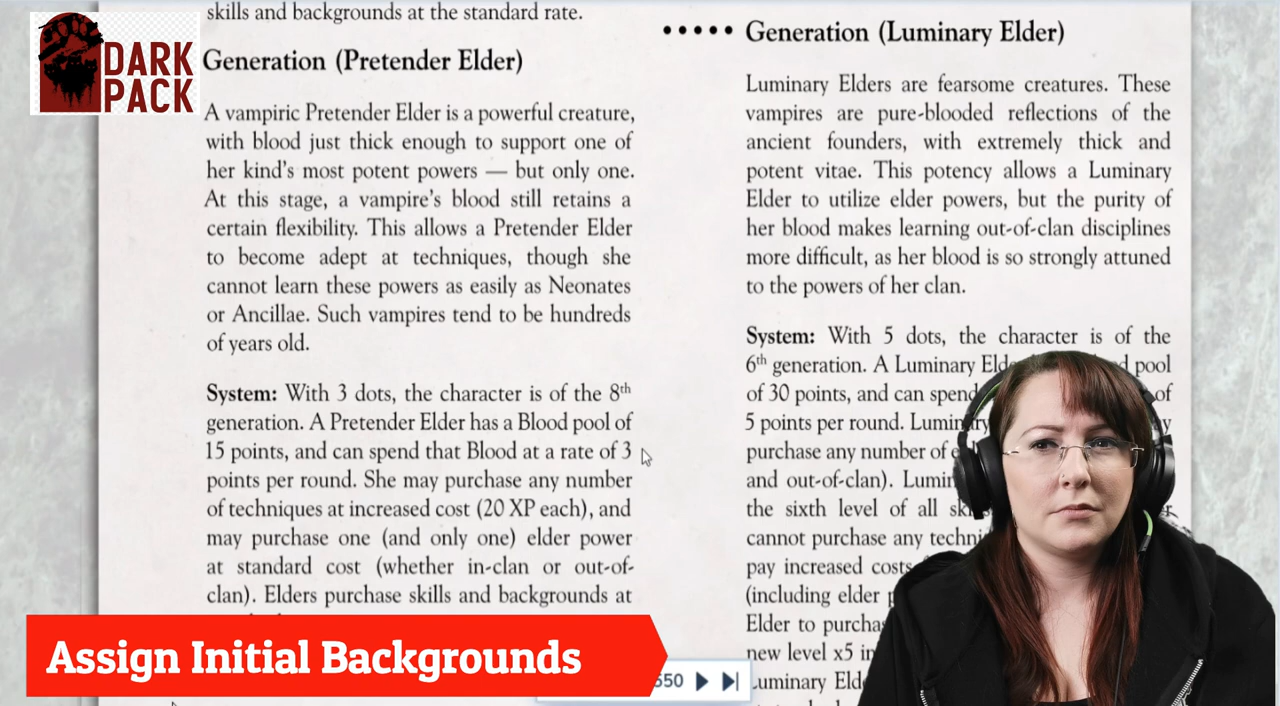 DARK
PACK
skills and backgrounds at the standard rate.
Generation (Pretender Elder)
A vampiric Pretender Elder is a powerful creature,
with blood just thick enough to support one of
her kind's most potent powers — but only one.
At this stage, a vampire's blood still retains a
certain flexibility. This allows a Pretender Elder
to become adept at techniques, though she
cannot learn these powers as easily as Neonates
or Ancillae. Such vampires tend to be hundreds
of years old.
System: With 3 dots, the character is of the 8th
generation. A Pretender Elder has a Blood pool of
15 points, and can spend that Blood at a rate of 3
points per round. She may purchase any number
of techniques at increased cost (20 XP each), and
may purchase one (and only one) elder power
at standard cost (whether in-clan or out-of-
clan). Elders purchase skills and backgrounds at
••••• Generation (Luminary Elder)
Luminary Elders are fearsome creatures. These
vampires are pure-blooded reflections of the
ancient founders, with extremely thick and
potent vitae. This potency allows a Luminary
Elder to utilize elder powers, but the purity of
her blood makes learning out-of-clan disciplines
more difficult, as her blood is so strongly attuned
to the powers of her clan.
System: With 5 dots, the character is of the
6th generation. A Luminary pool
of 30 points, and can spend of
5 points per round.
purchase any number of
and out-of-clan).
the sixth level of all
cannot purchase any
pay increased costs
(including elder
Elder to
new level x5
Luminary
Assign Initial Backgrounds